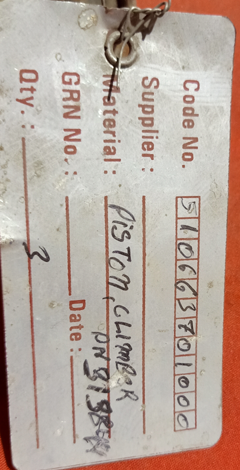 Code No. 510663701000
Supplier :
Material : PISTON, CLIMBER
GRN No. : Date :
Qty. : 3